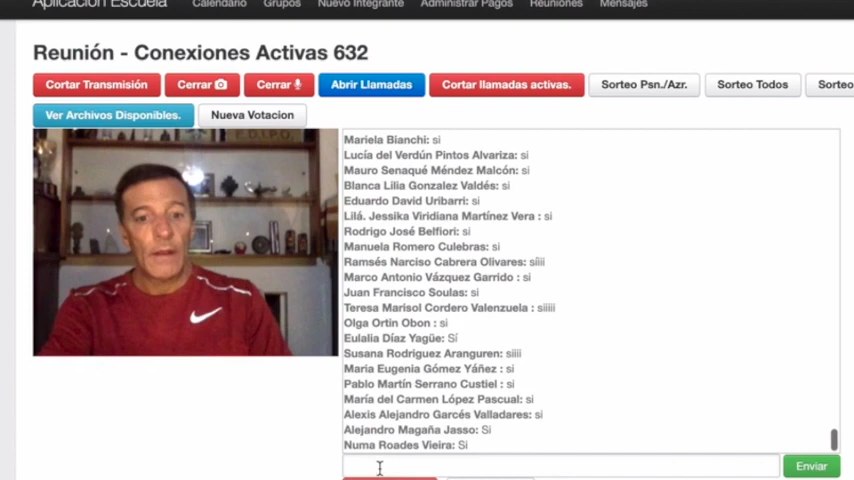 Aplicación Escuela Calendario Grupos Nuevo Integrante Administrar Pagos Reuniones Mensajes
Reunión - Conexiones Activas 632
Cortar Transmisión Cerrar Cerrar Abrir Llamadas Cortar llamadas activas. Sorteo Psn./Azr. Sorteo Todos Sorteo
Ver Archivos Disponibles. Nueva Votacion
Mariela Bianchi: si
Lucía del Verdún Pintos Alvariza: si
Mauro Senaqué Méndez Malcón: si
Blanca Lilia Gonzalez Valdés: si
Eduardo David Uribarri: si
Lilá. Jessika Viridiana Martínez Vera : si
Rodrigo José Belfiori: si
Manuela Romero Culebras: si
Ramsés Narciso Cabrera Olivares: síiii
Marco Antonio Vázquez Garrido : si
Juan Francisco Soulas: si
Teresa Marisol Cordero Valenzuela : siiiii
Olga Ortin Obon : si
Eulalia Díaz Yagüe: Sí
Susana Rodriguez Aranguren: siiii
Maria Eugenia Gómez Yáñez : si
Pablo Martín Serrano Custiel : si
María del Carmen López Pascual: si
Alexis Alejandro Garcés Valladares: si
Alejandro Magaña Jasso: Si
Numa Roades Vieira: Si
Enviar